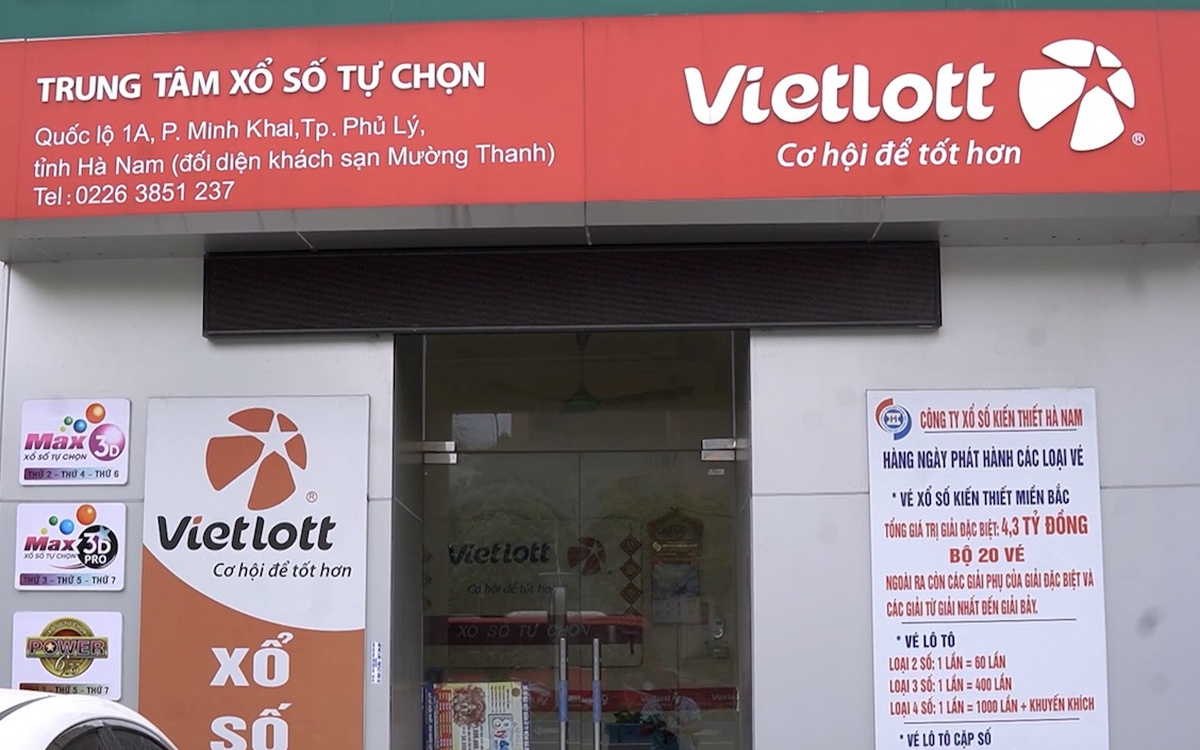 TRUNG TÂM XỔ SỐ TỰ CHỌN
Quốc lộ 1A, P. Minh Khai,Tp. Phủ Lý,
tỉnh Hà Nam (đối diện khách sạn Mường Thanh)
Tel : 0226 3851 237
Vietlott
®
Cơ hội để tốt hơn
Max 3D
XỔ SỐ TỰ CHỌN
THỨ 2 - THỨ 4 - THỨ 6
Max 3D PRO
XỔ SỐ TỰ CHỌN
THỨ 3 - THỨ 5 - THỨ 7
POWER
6/55
THỨ 5 - THỨ 7
®
Vietlott
Cơ hội để tốt hơn
XỔ
SỐ
Vietlott
Cơ hội để tốt hơn
XỔ SỐ TỰ CHỌN
Vietlott
CÔNG TY XỔ SỐ KIẾN THIẾT HÀ NAM
HÀNG NGÀY PHÁT HÀNH CÁC LOẠI VÉ
* VÉ XỔ SỐ KIẾN THIẾT MIỀN BẮC
TỔNG GIÁ TRỊ GIẢI ĐẶC BIỆT: 4,3 TỶ ĐỒNG
BỘ 20 VÉ
NGOÀI RA CÒN CÁC GIẢI PHỤ CỦA GIẢI ĐẶC BIỆT VÀ
CÁC GIẢI TỪ GIẢI NHẤT ĐẾN GIẢI BẢY.
* VÉ LÔ TÔ
LOẠI 2 SỐ: 1 LẦN = 60 LẦN
LOẠI 3 SỐ: 1 LẦN = 400 LẦN
LOẠI 4 SỐ: 1 LẦN = 1000 LẦN + KHUYẾN KHÍCH
* VÉ LÔ TÔ CẶP SỐ